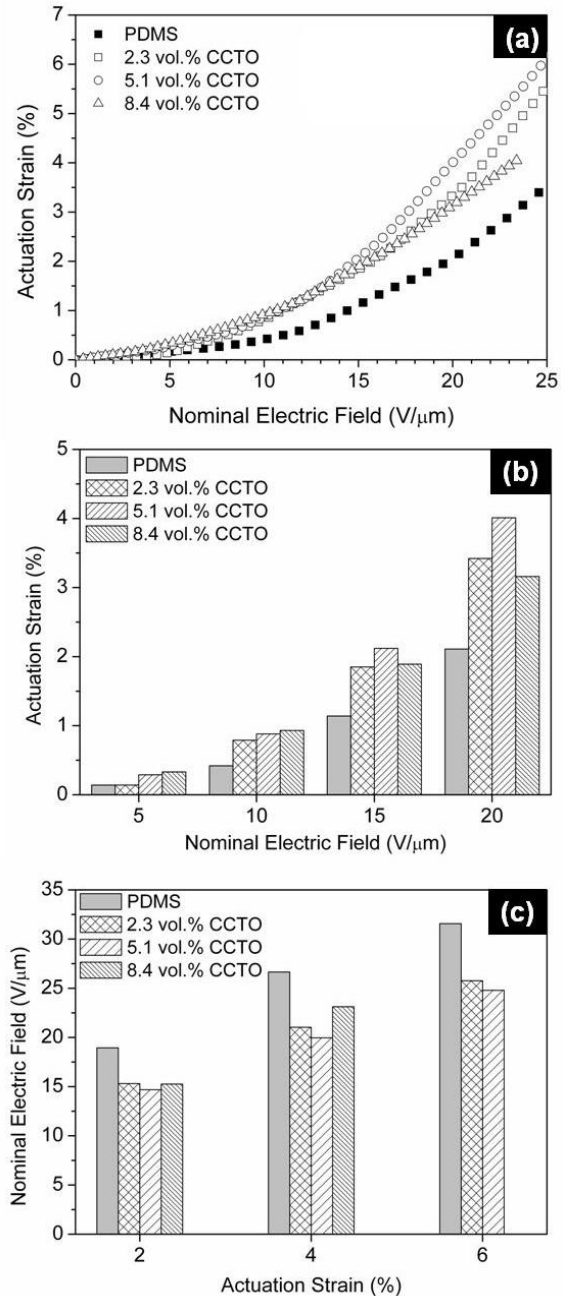 (a)
PDMS
2.3 vol.% CCTO
5.1 vol.% CCTO
8.4 vol.% CCTO
Actuation Strain (%)
7
6
5
4
3
2
1
0
0 5 10 15 20 25
Nominal Electric Field (V/μm)
(b)
PDMS
2.3 vol.% CCTO
5.1 vol.% CCTO
8.4 vol.% CCTO
Actuation Strain (%)
5
4
3
2
1
0
5 10 15 20
Nominal Electric Field (V/μm)
(c)
PDMS
2.3 vol.% CCTO
5.1 vol.% CCTO
8.4 vol.% CCTO
Nominal Electric Field (V/μm)
35
30
25
20
15
10
5
0
2 4 6
Actuation Strain (%)